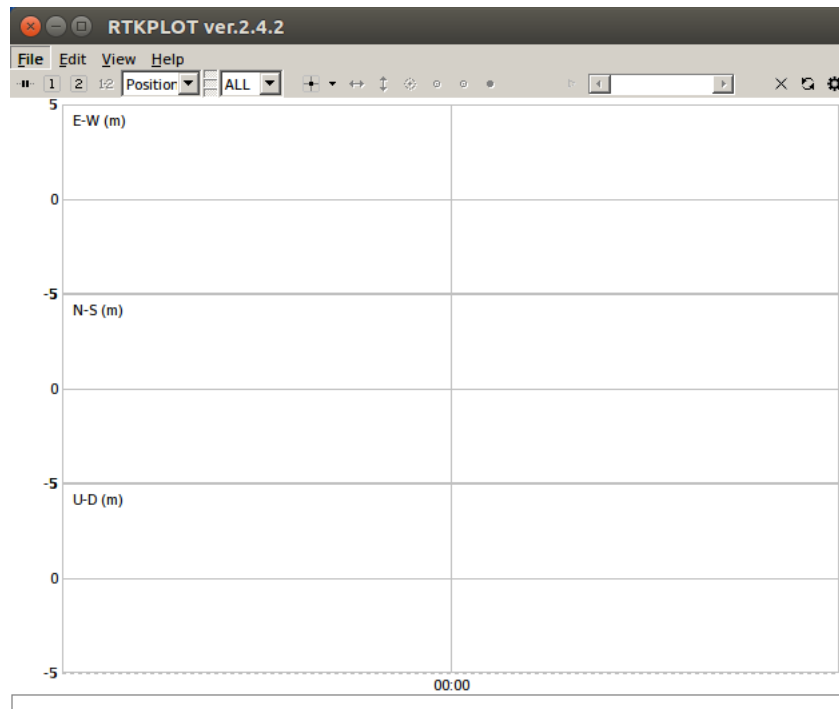 RTKPLOT ver.2.4.2
File Edit View Help
1 2 1-2 Position ALL
5
E-W (m)
0
-5
N-S (m)
0
-5
U-D (m)
0
-5
00:00